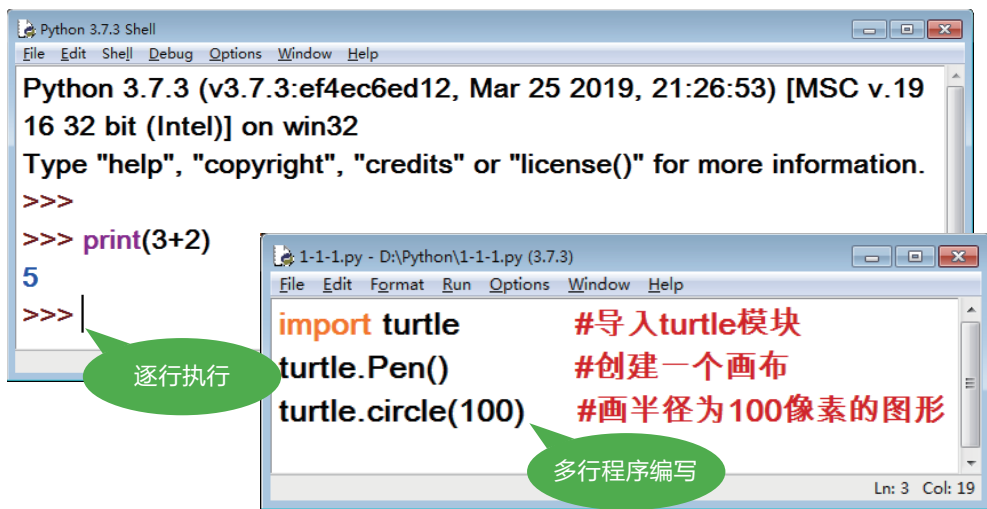 Python 3.7.3 Shell
File Edit Shell Debug Options Window Help
Python 3.7.3 (v3.7.3:ef4ec6ed12, Mar 25 2019, 21:26:53) [MSC v.19
16 32 bit (Intel)] on win32
Type "help", "copyright", "credits" or "license()" for more information.
>>>
>>> print(3+2)
5
>>>
逐行执行
1-1-1.py - D:\Python\1-1-1.py (3.7.3)
File Edit Format Run Options Window Help
import turtle #导入turtle模块
turtle.Pen() #创建一个画布
turtle.circle(100) #画半径为100像素的图形
多行程序编写
Ln: 3 Col: 19